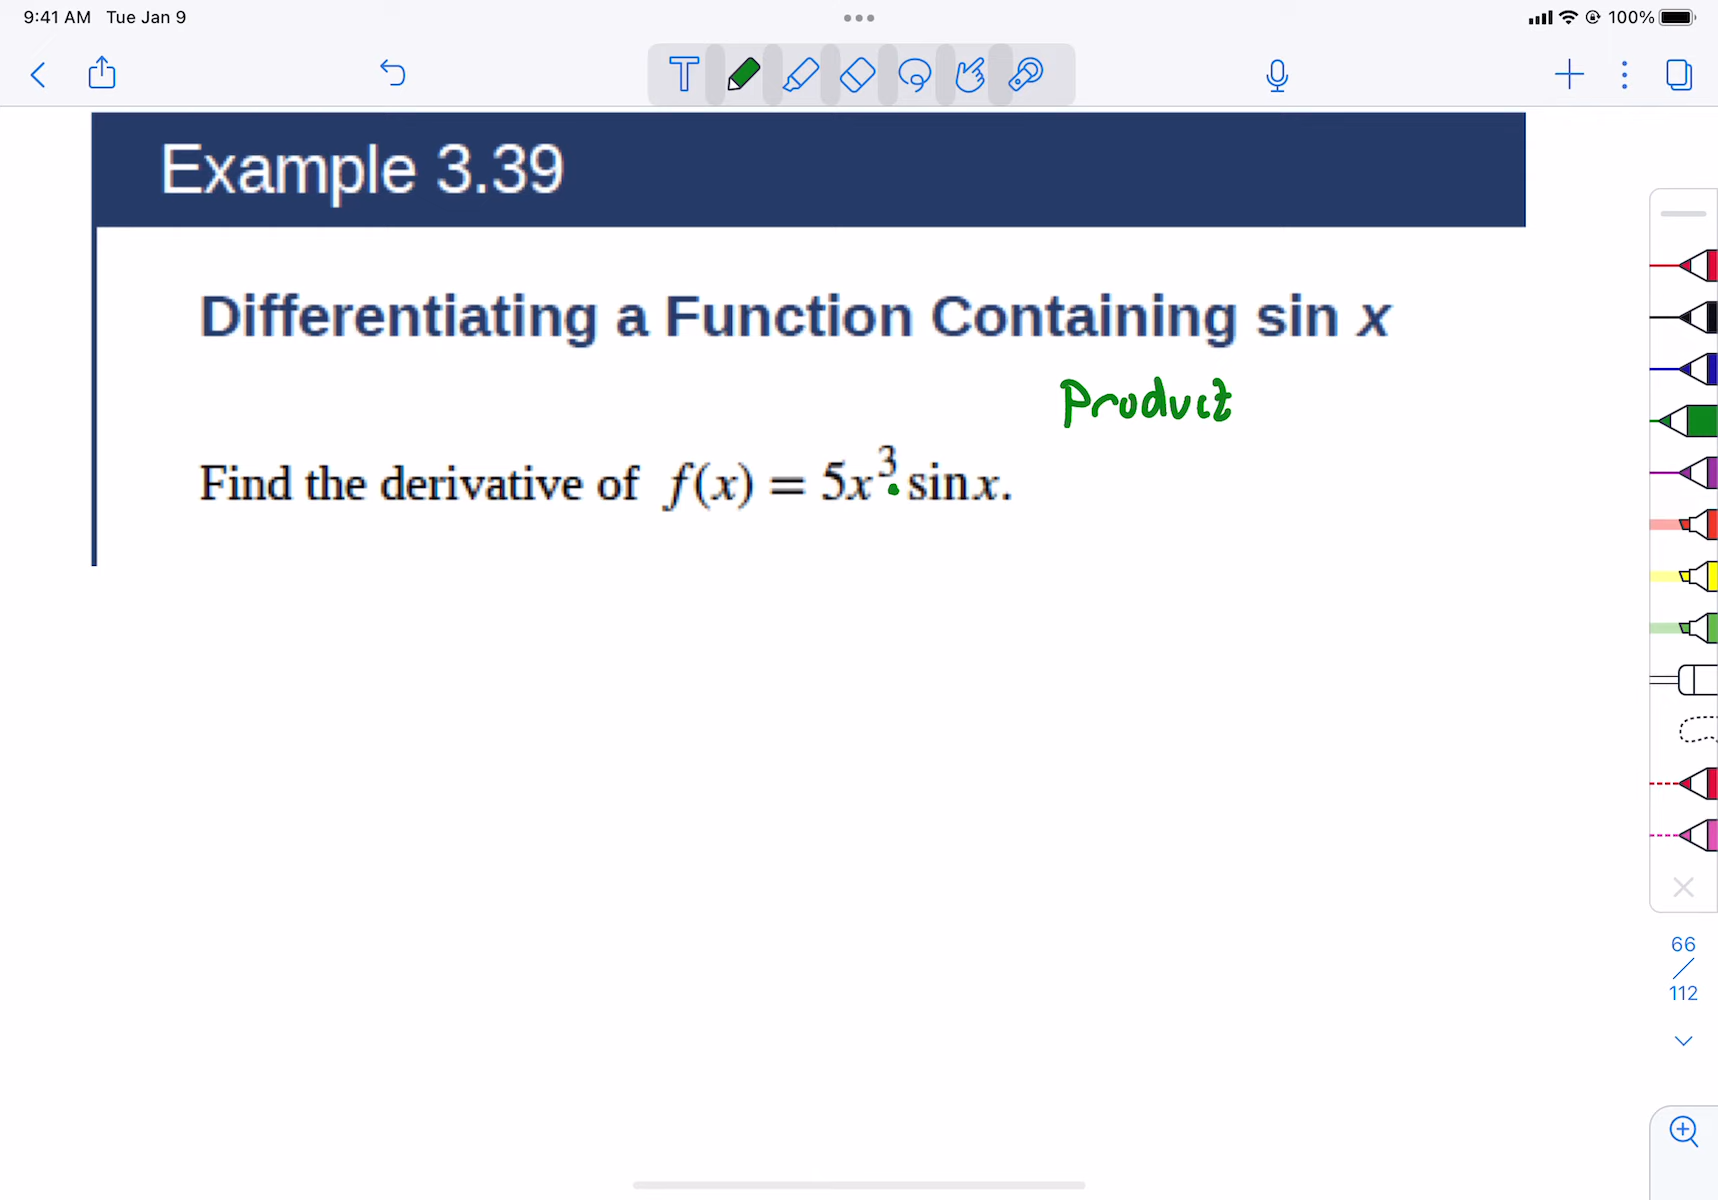 9:41 AM Tue Jan 9
100%
Example 3.39
Differentiating a Function Containing sin x
Product
Find the derivative of f(x) = 5x³·sin x.
66
/
112